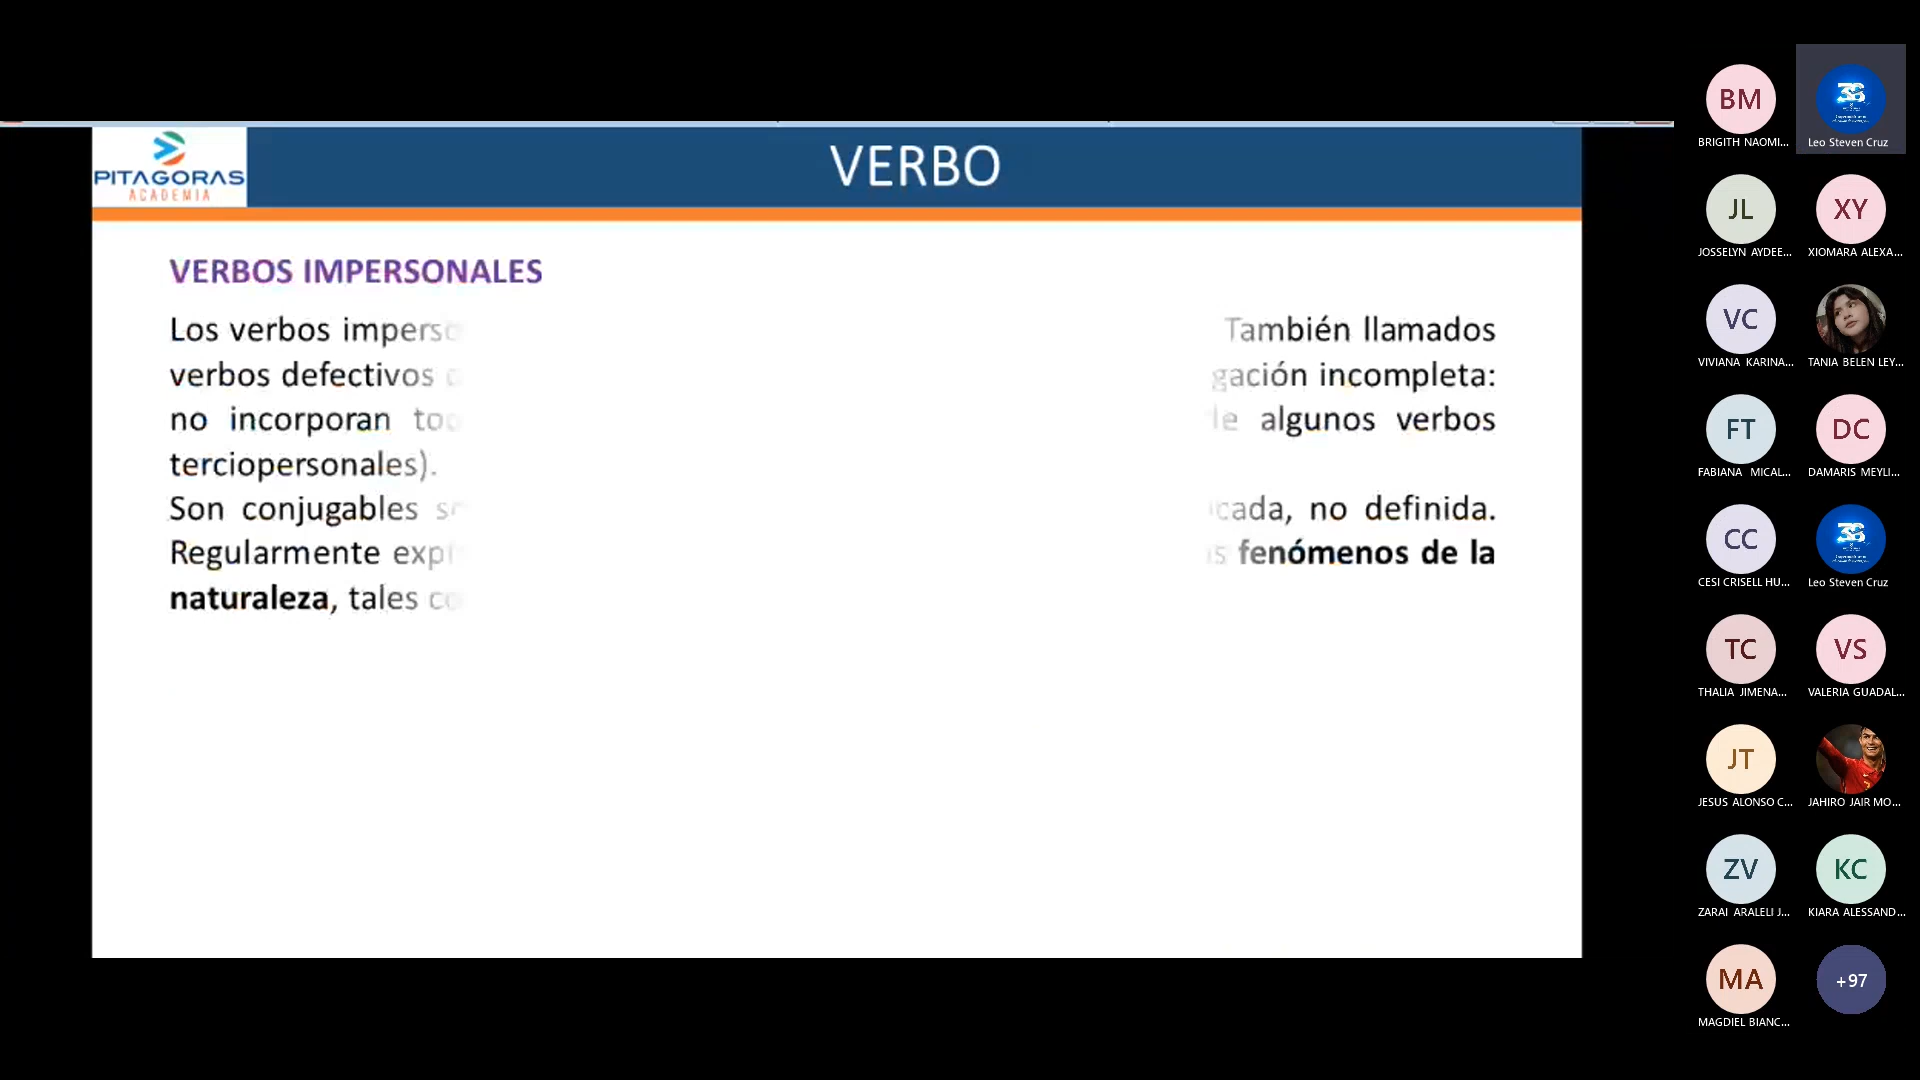 PITAGORAS
ACADEMIA
VERBO
VERBOS IMPERSONALES
Los verbos También llamados
verbos defectivos incompleta:
no incorporan algunos verbos
terciopersonales).
Son conjugables no definida.
Regularmente fenómenos de la
naturaleza, tales
BM
BRIGITH NAOMI...
38
Leo Steven Cruz
JL
JOSSELYN AYDEE...
XY
XIOMARA ALEXA...
VC
VIVIANA KARINA...
TANIA BELEN LEY...
FT
FABIANA MICAL...
DC
DAMARIS MEYLI...
CC
CESI CRISELL HU...
38
Leo Steven Cruz
TC
THALIA JIMENA...
VS
VALERIA GUADAL...
JT
JESUS ALONSO C...
JAHIRO JAIR MO...
ZV
ZARAI ARALELI J...
KC
KIARA ALESSAND...
MA
MAGDIEL BIANC...
+97